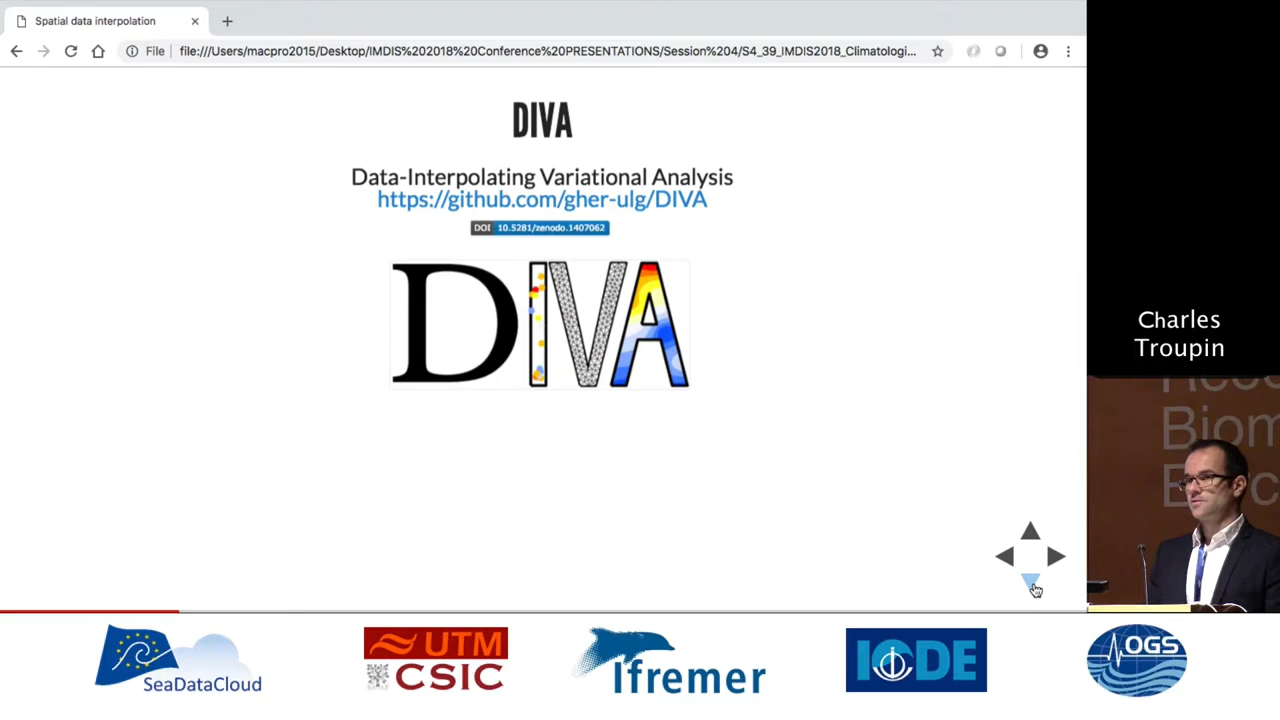 Spatial data interpolation
File
file:///Users/macpro2015/Desktop/IMDIS%202018%20Conference%20PRESENTATIONS/Session%204/S4_39_IMDIS2018_Climatologi...
DIVA
Data-Interpolating Variational Analysis
https://github.com/gher-ulg/DIVA
DOI 10.5281/zenodo.1407062
DIVA
Charles
Troupin
Biom
SeaDataCloud
UTM
CSIC
Ifremer
IODE
OGS